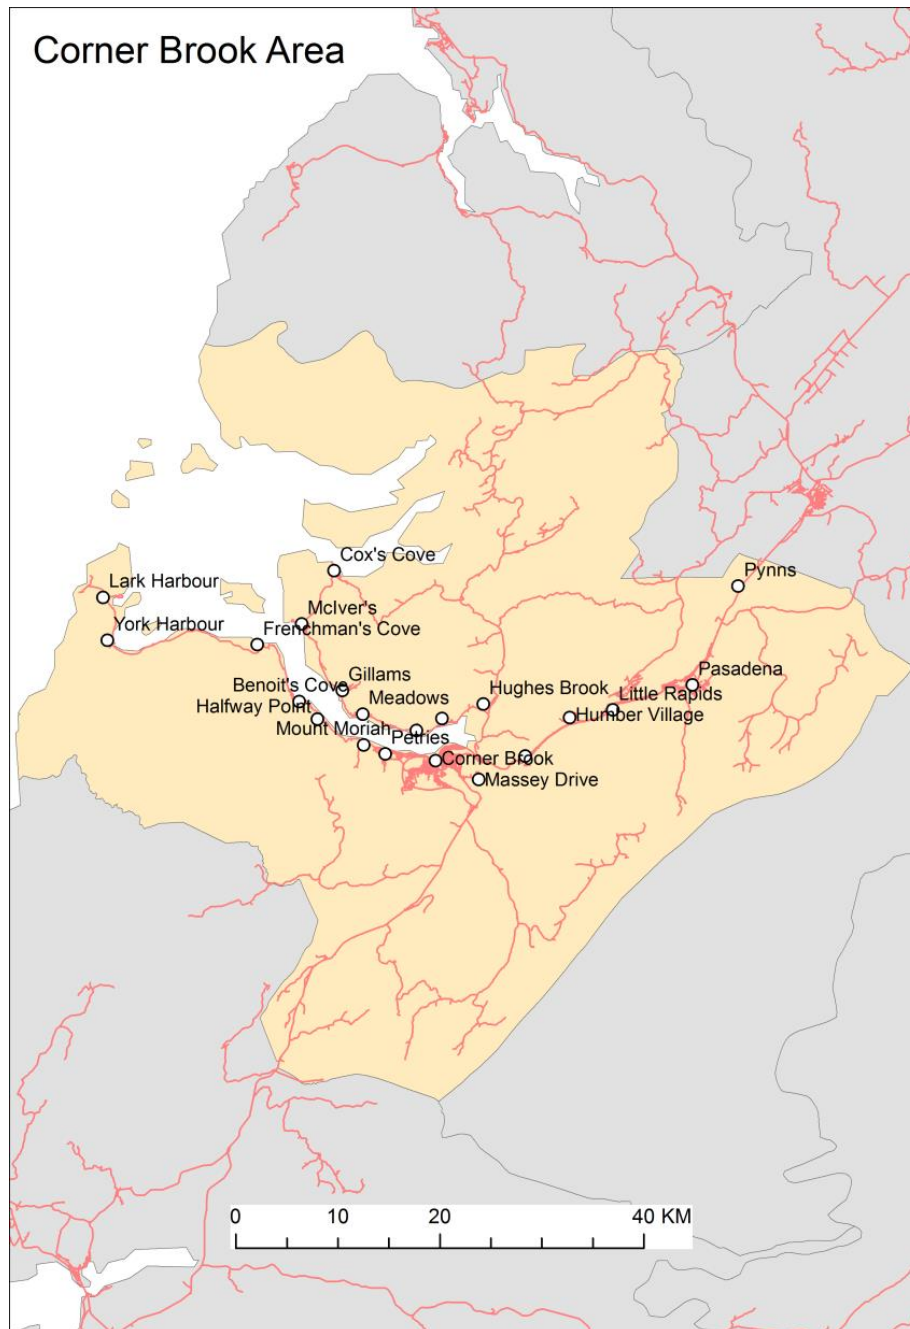 Corner Brook Area
Cox's Cove
Pynns
Lark Harbour
McIver's
York Harbour
Frenchman's Cove
Gillams
Pasadena
Benoit's Cove
Hughes Brook
Meadows
Halfway Point
Little Rapids
Humber Village
Mount Moriah
Petries
Corner Brook
Massey Drive
0 10 20 40 KM